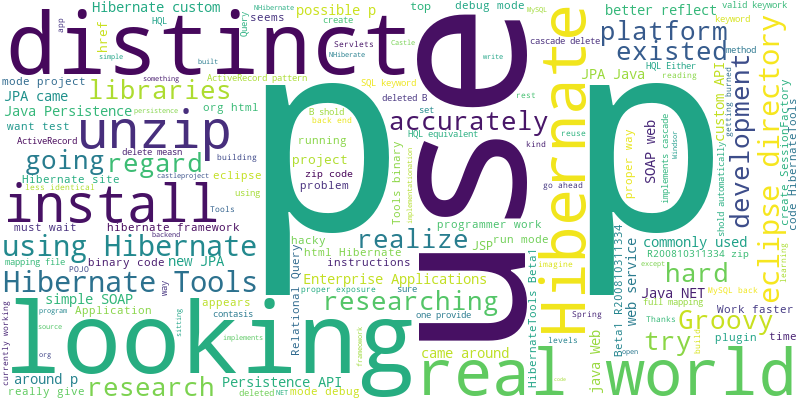 Hibernate custom
HQL
app
simple
Servlets
built
distinct
NHibernate
Query
possible p
create
seems
href
debug mode
top
MySQL
Castle
NHiberate
write
cascade delete
Hibernate
platform
existed
better reflect
valid keywork
keyword
method
HQL Either
reading
JPA Java
mode project
JPA came
Java Persistence
want test
ActiveRecord
delete measn
libraries
ActiveRecord pattern
something
org html
SQL keyword
deleted B
set
rest
p
B shold
back end
HQL equivalent
use
unzip
running
accurately
kind
reuse
p
proper way
SOAP web
implements cascade
Windsor
shold automatically
custom API
getting burned
development
eclipse directory
create SessionFactory
code HibernateTools
going
regard
building
project
zip code
problem
Tools binary
implementationation
Hibernate site
less identical
castleproject
eclipse
using
go ahead
install
Tools
must wait
hibernate framework
backend
hacky
realize
programmer work
JSP
run mode
commonly used
R200810311334 zip
except
MySQL back
learning
using Hibernate
mapping file
POJO
binary code
new JPA
way
html Hibernate
instructions
Relational Query
HibernateTools Beta1
Beta1 R200810311334
Web service
imagine
hard
full mapping
Java NET
build
Hibernate Tools
simple SOAP
appears
Enterprise Applications
proper exposure
sure
researching
one provide
Spring
levels
java Web
try
Groovy
Thanks
Work faster
plugin
time
open
currently working
program
Application
source
org
looking
contasis
sitting
implements
framework
came around
real world
code
around p
really give
research
Persistence API
deleted
NET
mode debug
persistence